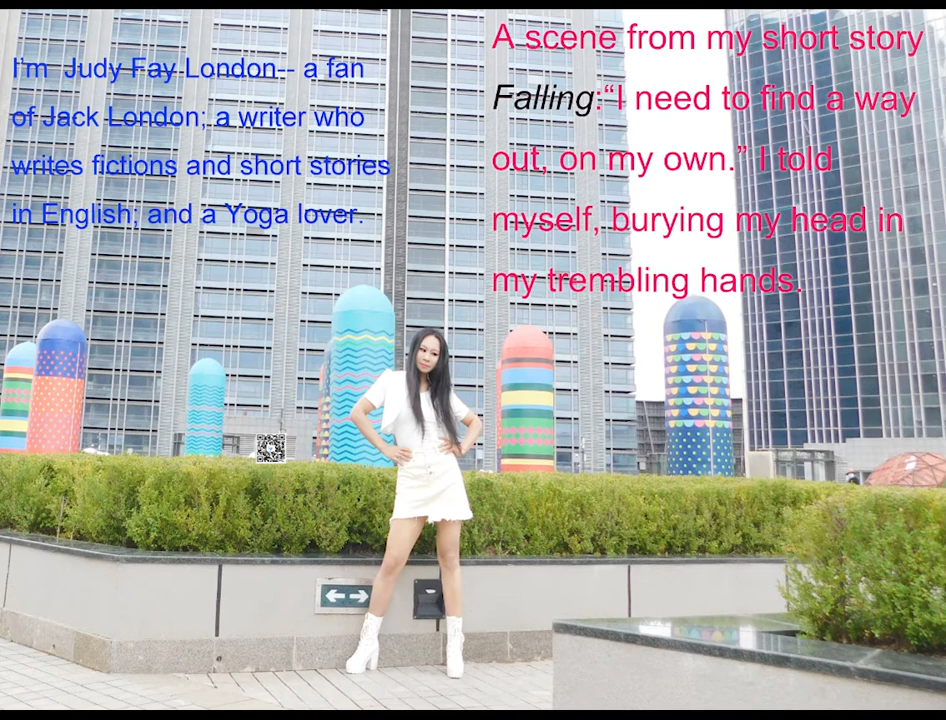 I'm  Judy Fay London-- a fan
of Jack London; a writer who
writes fictions and short stories
in English; and a Yoga lover.
A scene from my short story
Falling:“I need to find a way
out, on my own.” I told
myself, burying my head in
my trembling hands.